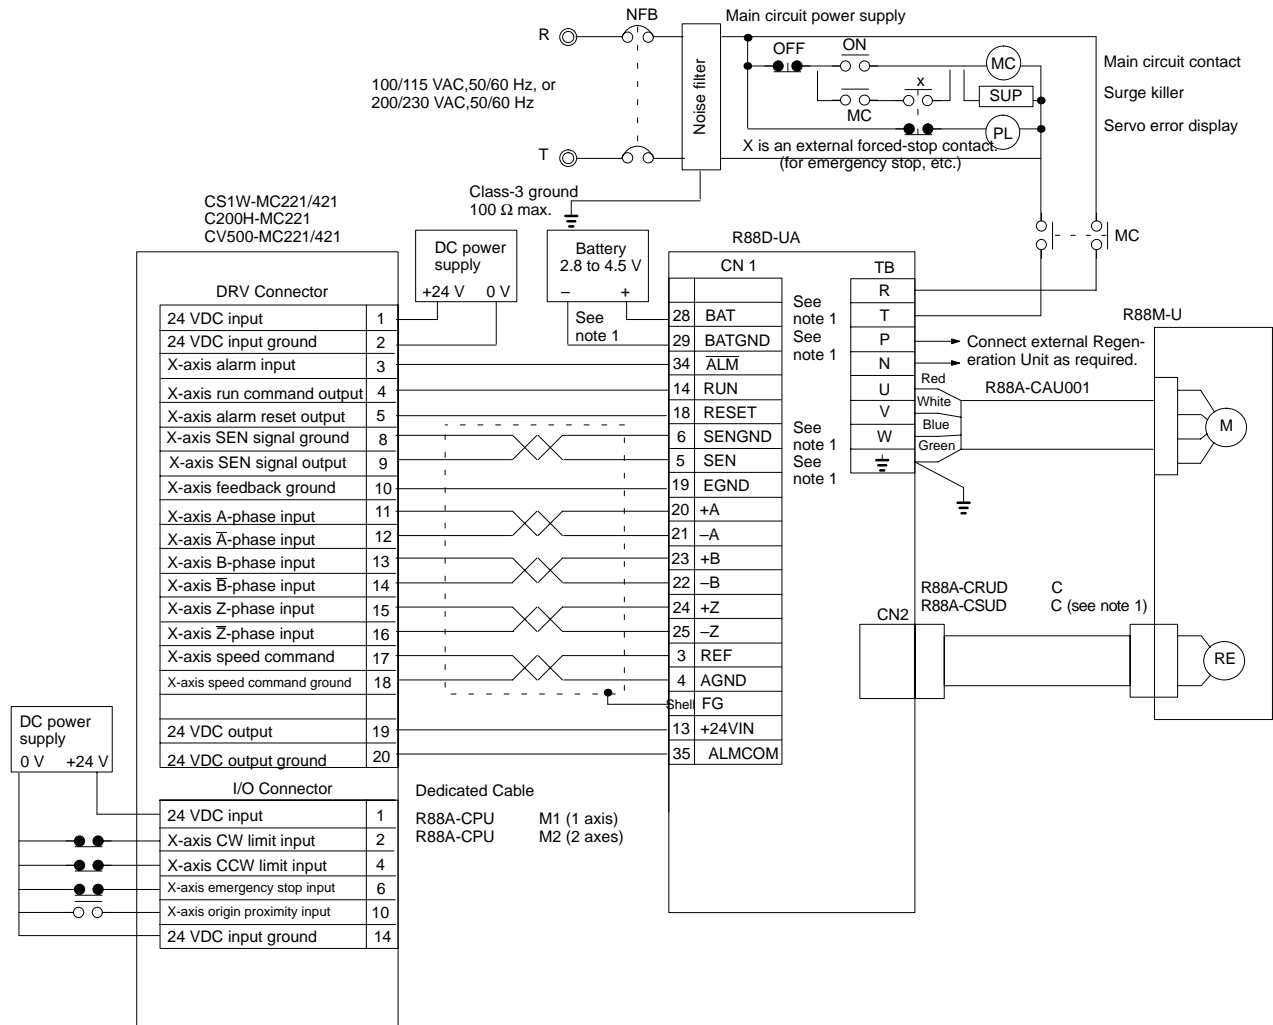 NFB
Main circuit power supply
R
OFF
ON
MC
Main circuit contact
100/115 VAC,50/60 Hz, or
200/230 VAC,50/60 Hz
Noise filter
x
MC
SUP
Surge killer
PL
Servo error display
X is an external forced-stop contact.
(for emergency stop, etc.)
T
Class-3 ground
100 Ω max.
CS1W-MC221/421
C200H-MC221
CV500-MC221/421
DC power
supply
+24 V 0 V
Battery
2.8 to 4.5 V
– +
See
note 1
R88D-UA
MC
DRV Connector
24 VDC input 1
24 VDC input ground 2
X-axis alarm input 3
X-axis run command output 4
X-axis alarm reset output 5
X-axis SEN signal ground 8
X-axis SEN signal output 9
X-axis feedback ground 10
X-axis A-phase input 11
X-axis A̅-phase input 12
X-axis B-phase input 13
X-axis B̅-phase input 14
X-axis Z-phase input 15
X-axis Z̅-phase input 16
X-axis speed command 17
X-axis speed command ground 18
24 VDC output 19
24 VDC output ground 20
CN 1
28 BAT
29 BATGND
34 A̅L̅M̅
14 RUN
18 RESET
6 SENGND
5 SEN
19 EGND
20 +A
21 –A
23 +B
22 –B
24 +Z
25 –Z
3 REF
4 AGND
Shell FG
13 +24VIN
35 ALMCOM
See
note 1
See
note 1
See
note 1
See
note 1
TB
R
T
P
N
U
V
W
Connect external Regen-
eration Unit as required.
Red
White
Blue
Green
R88A-CAU001
R88M-U
M
R88A-CRUD C
R88A-CSUD C (see note 1)
CN2
RE
DC power
supply
0 V +24 V
I/O Connector
24 VDC input 1
X-axis CW limit input 2
X-axis CCW limit input 4
X-axis emergency stop input 6
X-axis origin proximity input 10
24 VDC input ground 14
Dedicated Cable
R88A-CPU M1 (1 axis)
R88A-CPU M2 (2 axes)